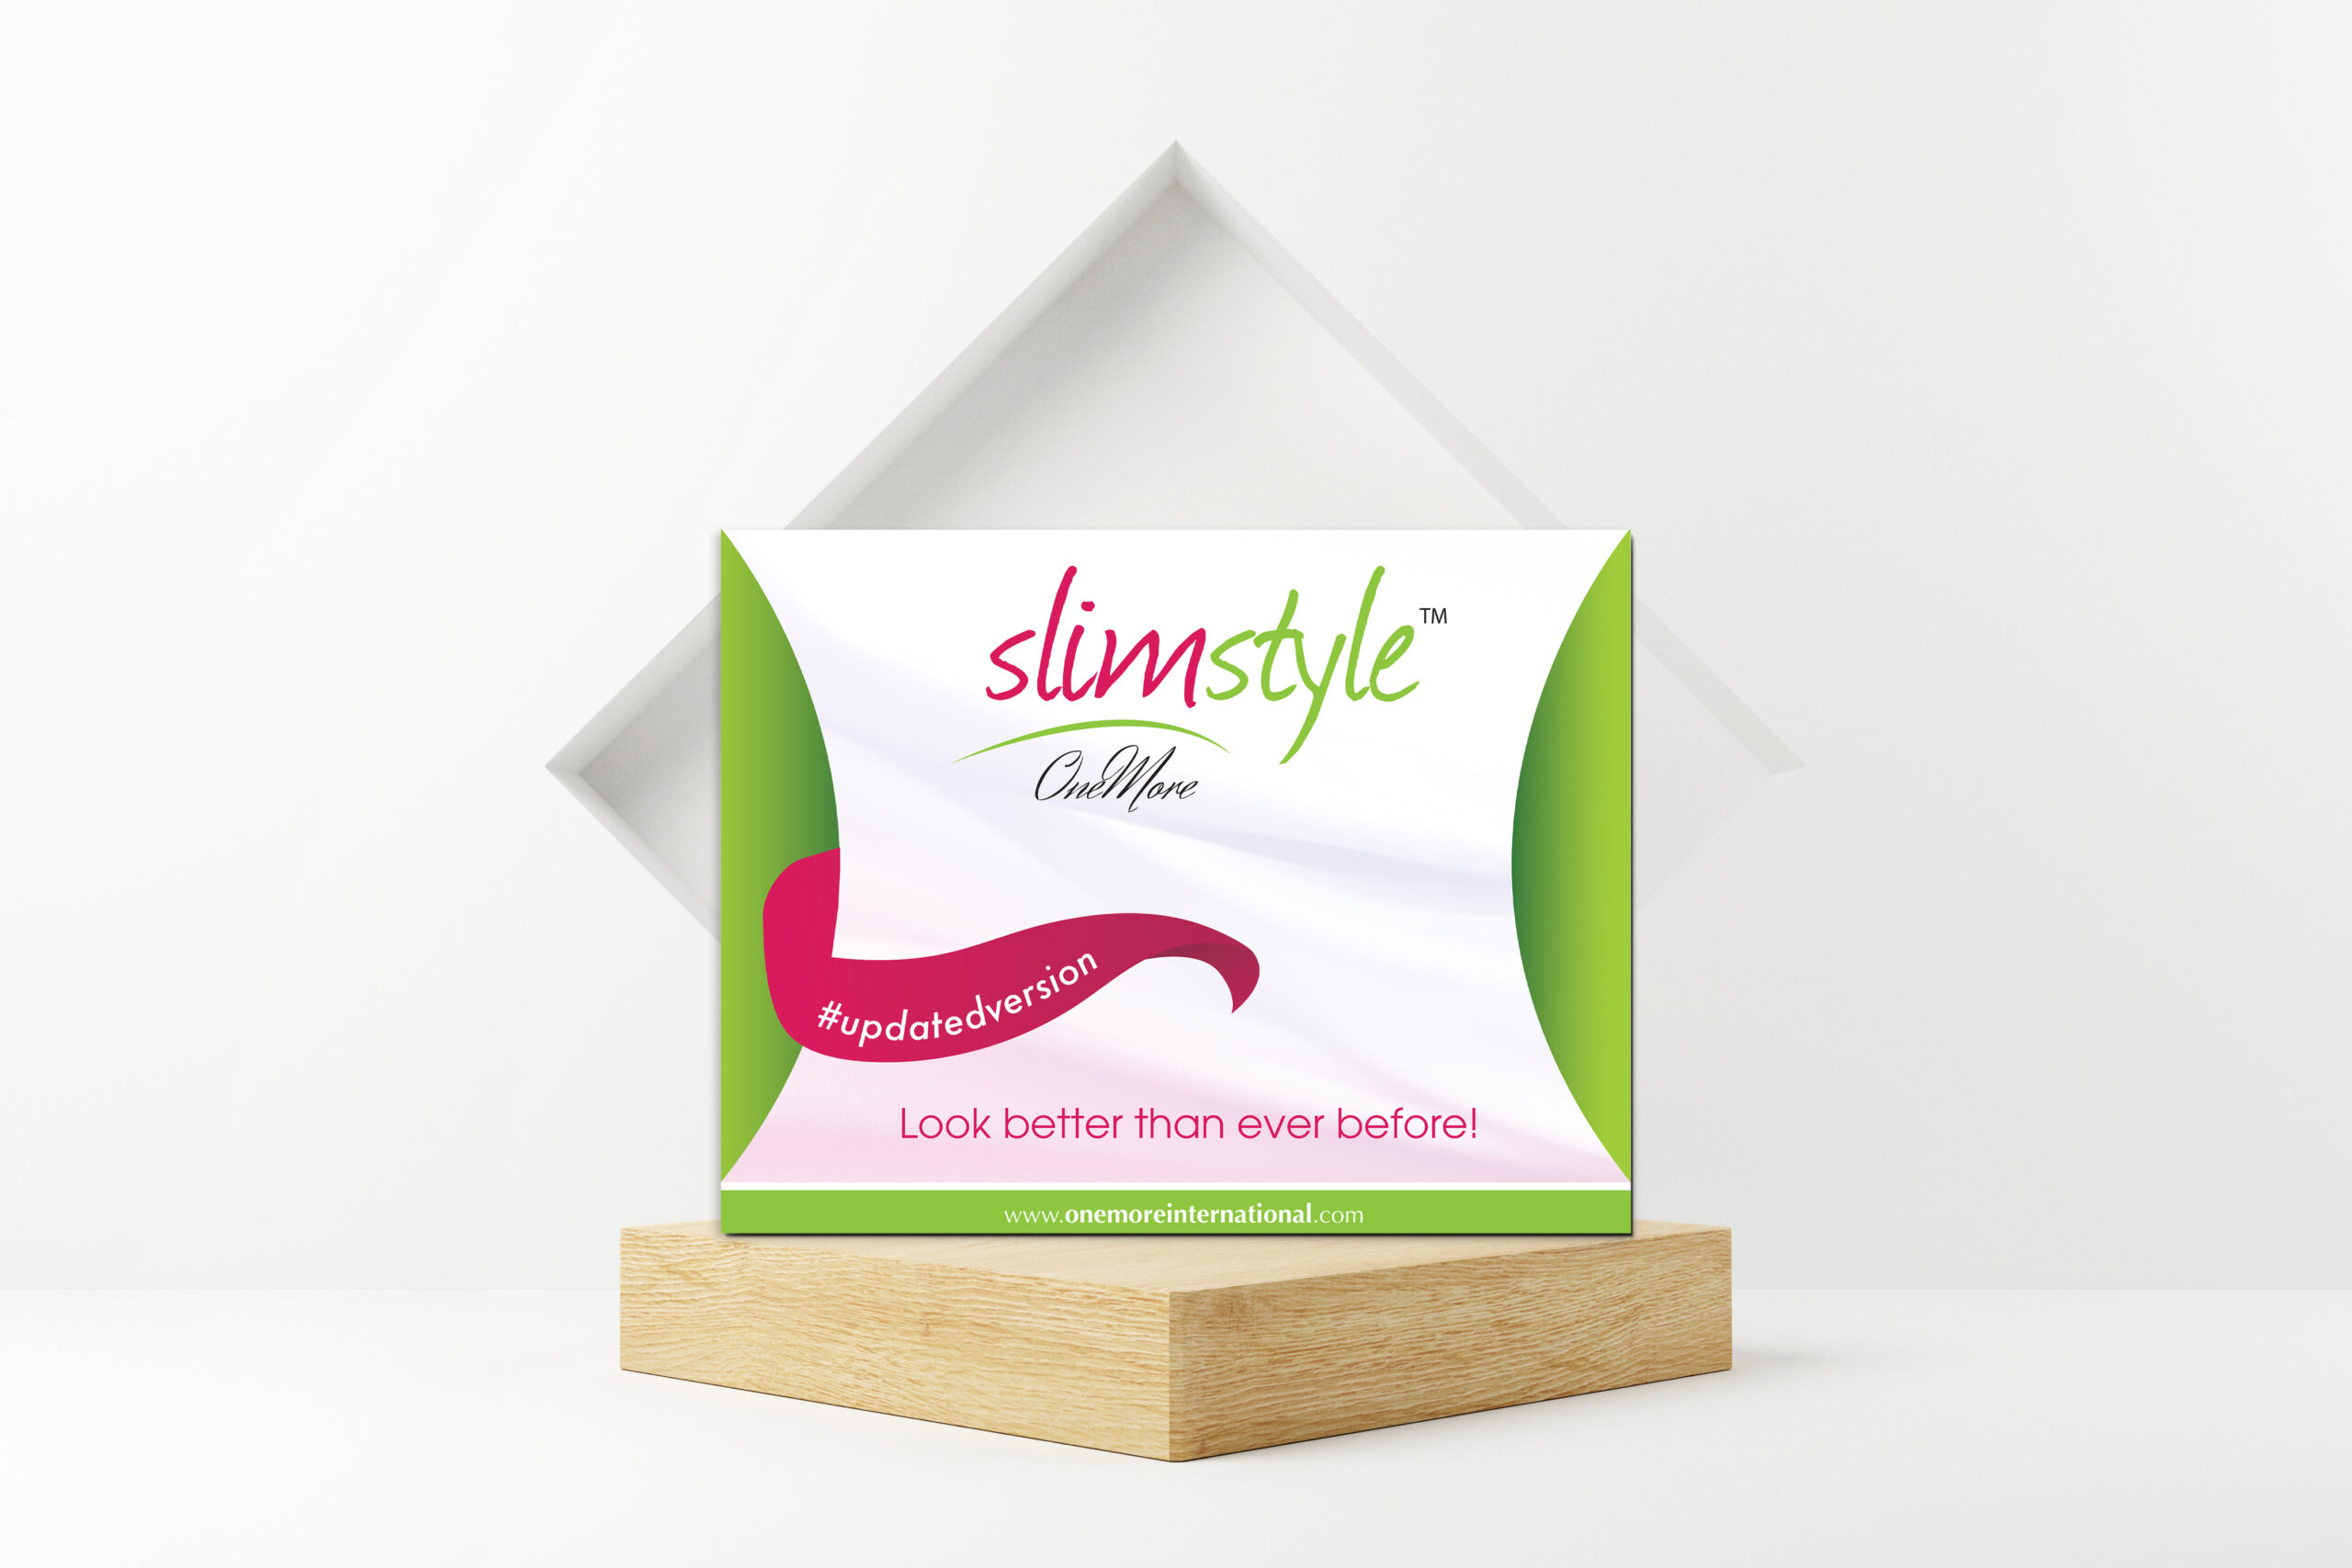 slimstyle™
OneMore
#updatedversion
Look better than ever before!
www.onemoreinternational.com